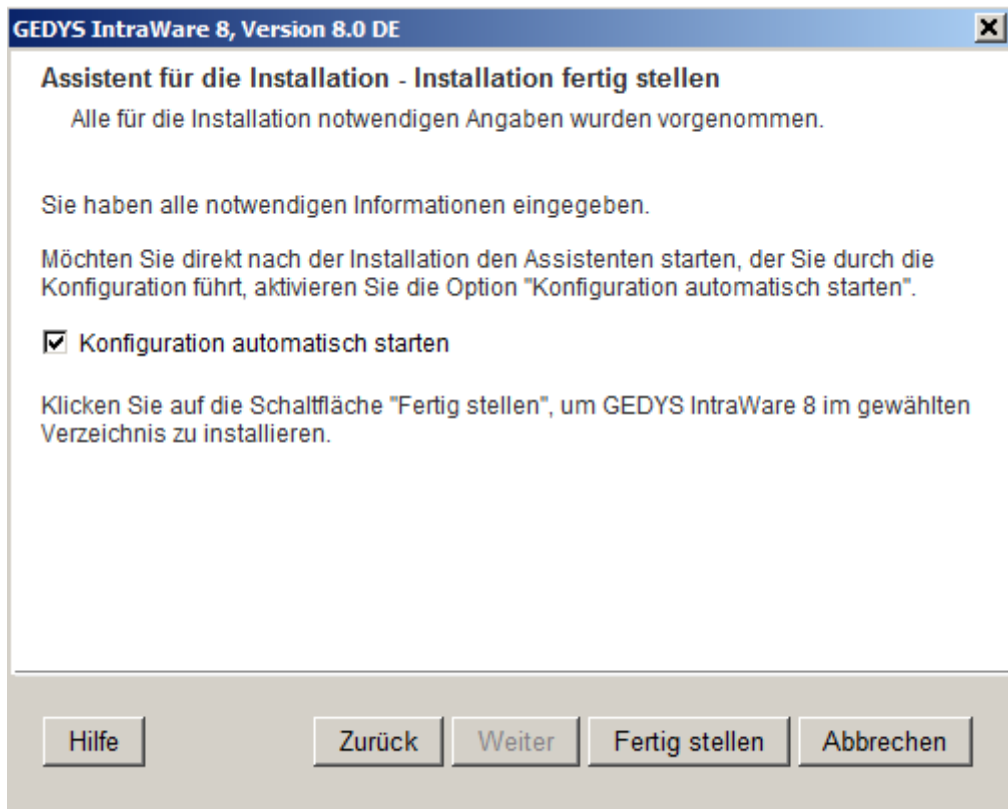 GEDYS IntraWare 8, Version 8.0 DE
Assistent für die Installation - Installation fertig stellen
Alle für die Installation notwendigen Angaben wurden vorgenommen.
Sie haben alle notwendigen Informationen eingegeben.
Möchten Sie direkt nach der Installation den Assistenten starten, der Sie durch die
Konfiguration führt, aktivieren Sie die Option "Konfiguration automatisch starten".
Konfiguration automatisch starten
Klicken Sie auf die Schaltfläche "Fertig stellen", um GEDYS IntraWare 8 im gewählten
Verzeichnis zu installieren.
Hilfe
Zurück
Weiter
Fertig stellen
Abbrechen